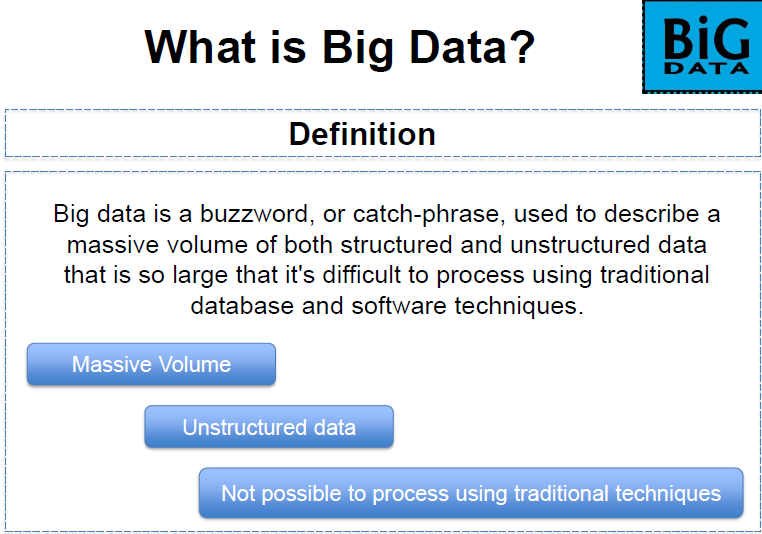 What is Big Data?
BiG
DATA
Definition
Big data is a buzzword, or catch-phrase, used to describe a
massive volume of both structured and unstructured data
that is so large that it's difficult to process using traditional
database and software techniques.
Massive Volume
Unstructured data
Not possible to process using traditional techniques